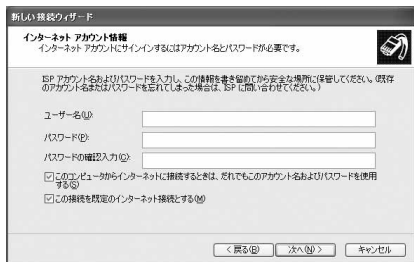 新しい接続ウィザード
インターネット アカウント情報
インターネット アカウントにサインインするにはアカウント名とパスワードが必要です。
ISP アカウント名およびパスワードを入力し、この情報を書き留めてから安全な場所に保管してください。(既存
のアカウント名またはパスワードを忘れてしまった場合は、ISP に問い合わせてください。)
ユーザー名(U):
パスワード(P):
パスワードの確認入力(C):
このコンピュータからインターネットに接続するときは、だれでもこのアカウント名およびパスワードを使用
する(S)
この接続を既定のインターネット接続とする(M)
< 戻る(B)
次へ(N) >
キャンセル